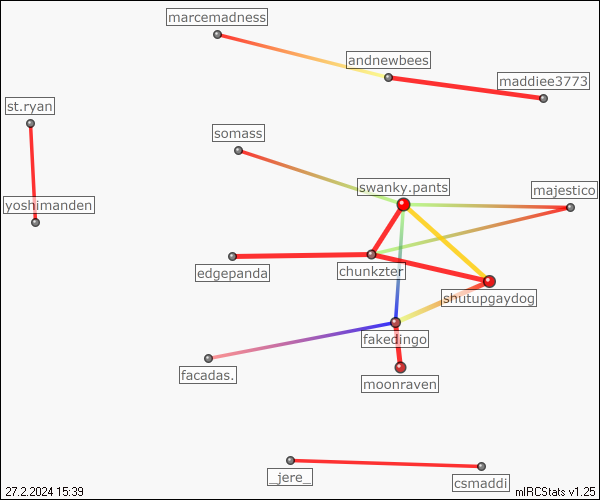 marcemadness
andnewbees
maddiee3773
st.ryan
somass
swanky.pants
majestico
yoshimanden
edgepanda
chunkzter
shutupgaydog
fakedingo
facadas.
moonraven
_jere_
csmaddi
27.2.2024 15:39
mIRCStats v1.25